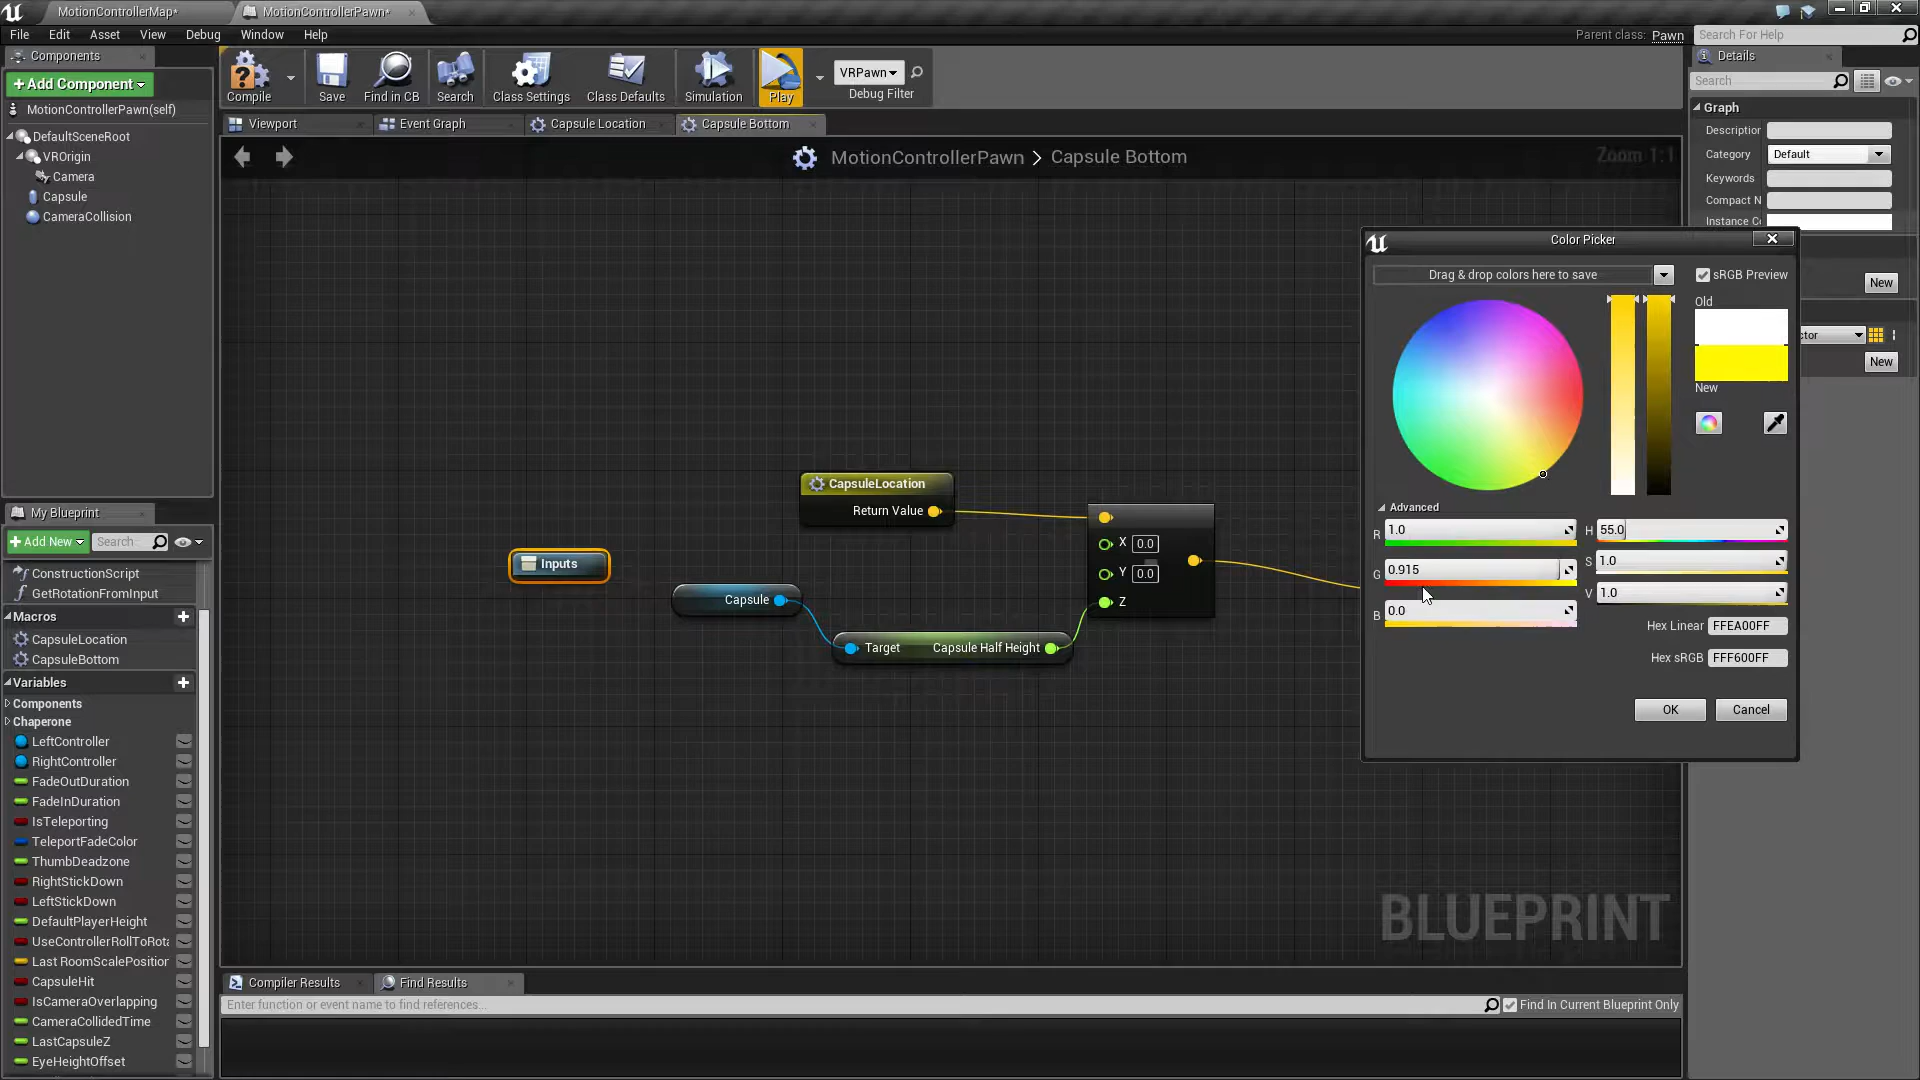 MotionControllerMap*
MotionControllerPawn*
File Edit Asset View Debug Window Help
Parent class: Pawn
Search For Help
Components
Add Component
MotionControllerPawn(self)
DefaultSceneRoot
VROrigin
Camera
Capsule
CameraCollision
Compile
Save
Find in CB
Search
Class Settings
Class Defaults
Simulation
Play
VRPawn
Debug Filter
Viewport
Event Graph
Capsule Location
Capsule Bottom
MotionControllerPawn > Capsule Bottom
Zoom 1:1
CapsuleLocation
Return Value
Inputs
Capsule
Target Capsule Half Height
X 0.0
Y 0.0
Z
BLUEPRINT
Details
Search
Graph
Description
Category Default
Keywords
Compact N
Instance Co
New
ctor
New
Color Picker
Drag & drop colors here to save
sRGB Preview
Old
New
Advanced
R 1.0
G 0.915
B 0.0
H 55.0
S 1.0
V 1.0
Hex Linear FFEA00FF
Hex sRGB FFF600FF
OK
Cancel
My Blueprint
Add New
Search
ConstructionScript
GetRotationFromInput
Macros
CapsuleLocation
CapsuleBottom
Variables
Components
Chaperone
LeftController
RightController
FadeOutDuration
FadeInDuration
IsTeleporting
TeleportFadeColor
ThumbDeadzone
RightStickDown
LeftStickDown
DefaultPlayerHeight
UseControllerRollToRota
Last RoomScalePosition
CapsuleHit
IsCameraOverlapping
CameraCollidedTime
LastCapsuleZ
EyeHeightOffset
Compiler Results
Find Results
Enter function or event name to find references...
Find In Current Blueprint Only